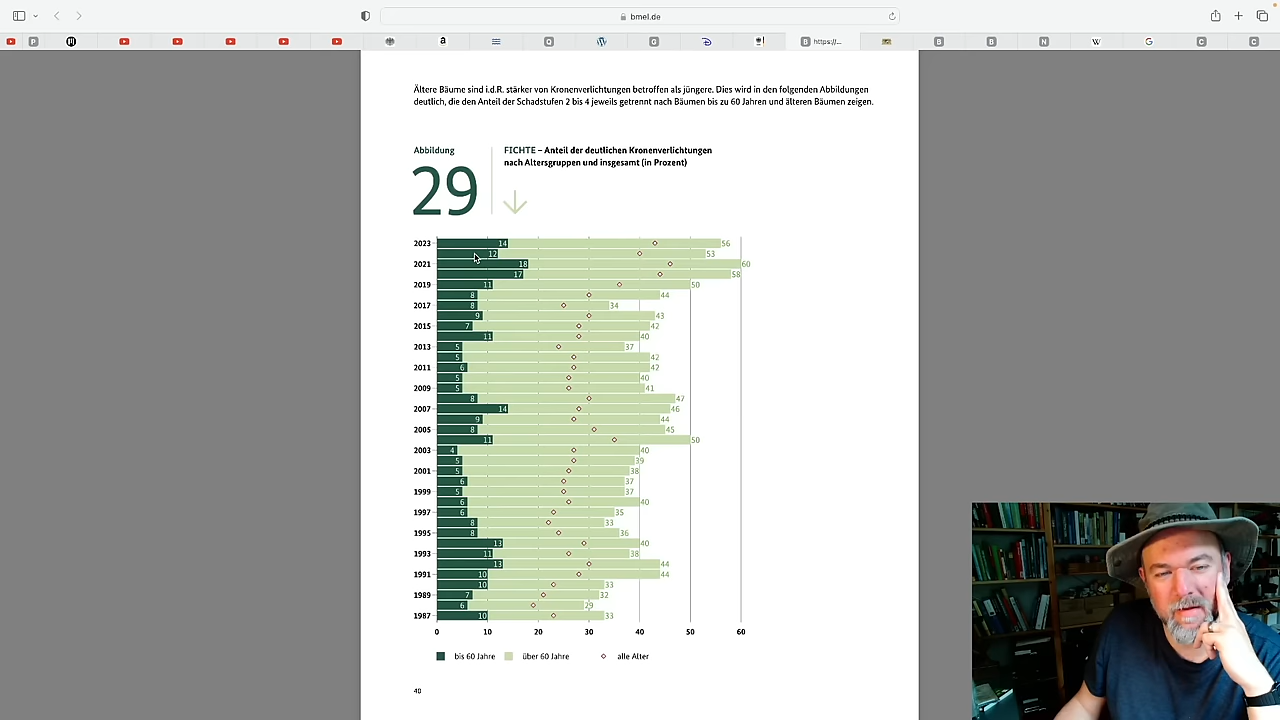 bmel.de
https://...
Ältere Bäume sind i.d.R. stärker von Kronenverlichtungen betroffen als jüngere. Dies wird in den folgenden Abbildungen
deutlich, die den Anteil der Schadstufen 2 bis 4 jeweils getrennt nach Bäumen bis zu 60 Jahren und älteren Bäumen zeigen.
Abbildung
29
FICHTE – Anteil der deutlichen Kronenverlichtungen
nach Altersgruppen und insgesamt (in Prozent)
2023 14 56
12 53
2021 18 60
17 58
2019 11 50
8 44
2017 8 34
9 43
2015 7 42
11 40
2013 5 37
5 42
2011 6 42
5 40
2009 5 41
8 47
2007 14 46
9 44
2005 8 45
11 50
2003 4 40
5 39
2001 5 38
6 37
1999 5 37
6 40
1997 6 35
8 33
1995 8 36
13 40
1993 11 38
13 44
1991 10 44
10 33
1989 7 32
6 29
1987 10 33
0 10 20 30 40 50 60
bis 60 Jahre über 60 Jahre alle Alter
40